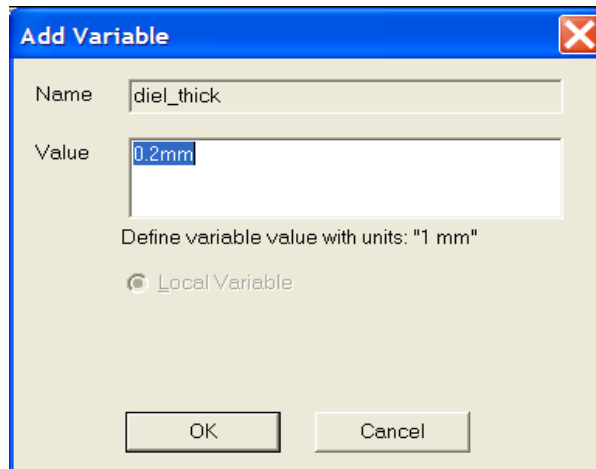 Add Variable
Name diel_thick
Value 0.2mm
Define variable value with units: "1 mm"
Local Variable
OK Cancel